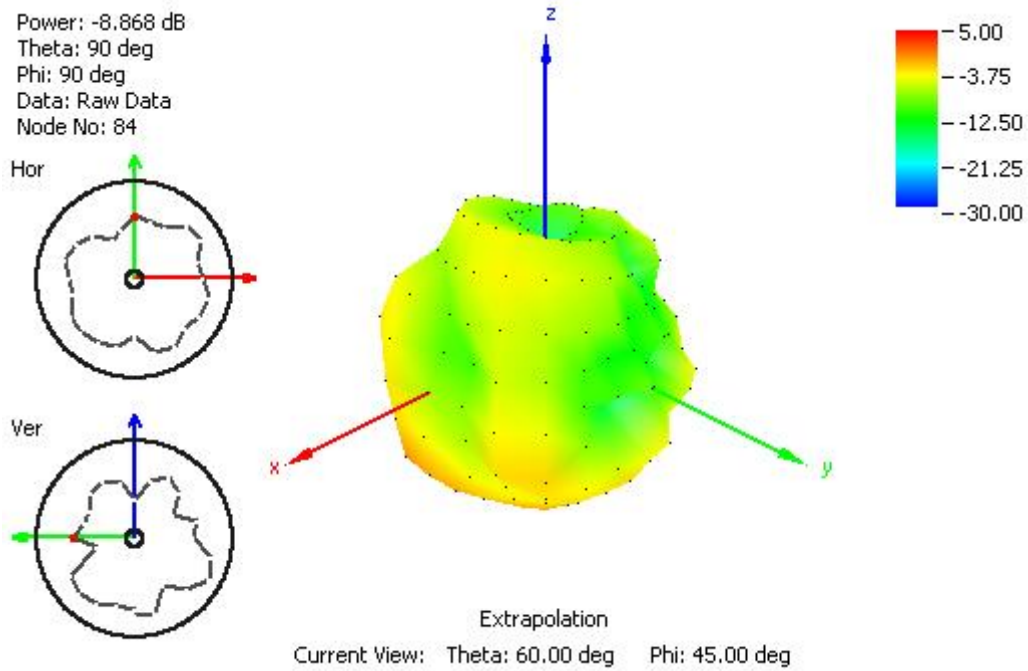 Power: -8.868 dB
Theta: 90 deg
Phi: 90 deg
Data: Raw Data
Node No: 84
Hor
Ver
z
x
y
5.00
-3.75
-12.50
-21.25
-30.00
Extrapolation
Current View: Theta: 60.00 deg Phi: 45.00 deg